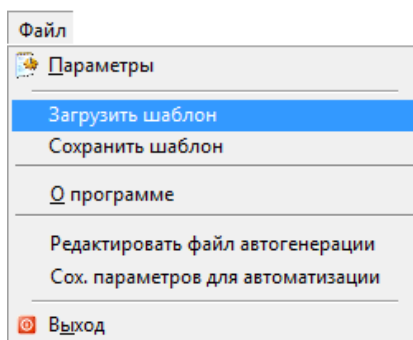 Файл
Параметры
Загрузить шаблон
Сохранить шаблон
О программе
Редактировать файл автогенерации
Сох. параметров для автоматизации
Выход